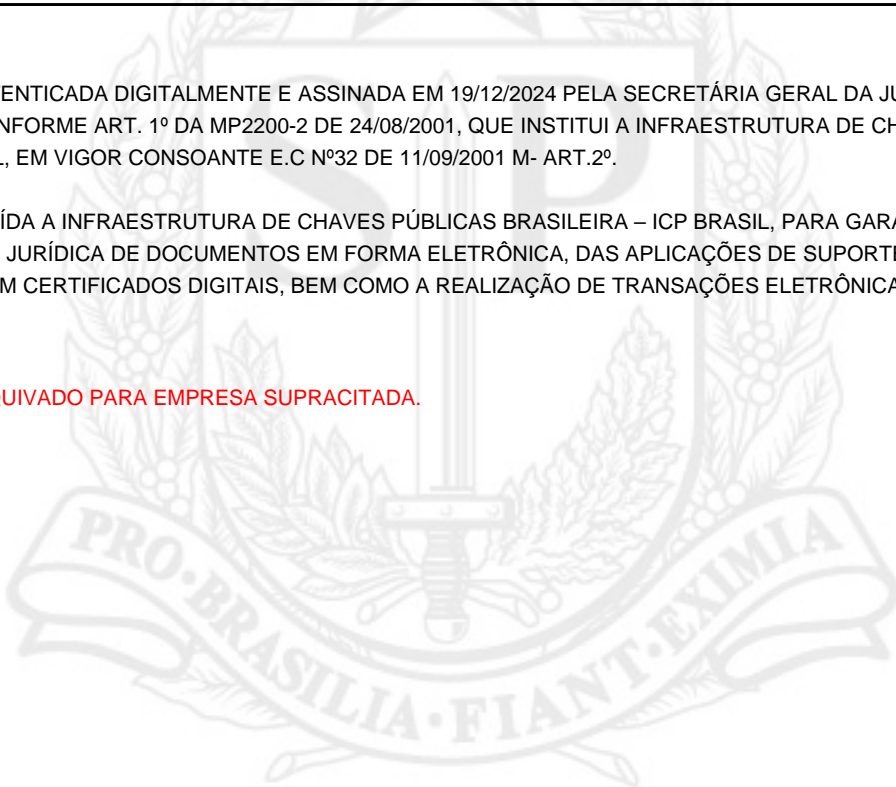 ENTICADA DIGITALMENTE E ASSINADA EM 19/12/2024 PELA SECRETÁRIA GERAL DA JU
NFORME ART. 1º DA MP2200-2 DE 24/08/2001, QUE INSTITUI A INFRAESTRUTURA DE CH
L, EM VIGOR CONSOANTE E.C Nº32 DE 11/09/2001 M- ART.2º.
ÍDA A INFRAESTRUTURA DE CHAVES PÚBLICAS BRASILEIRA – ICP BRASIL, PARA GARA
JURÍDICA DE DOCUMENTOS EM FORMA ELETRÔNICA, DAS APLICAÇÕES DE SUPORTE
M CERTIFICADOS DIGITAIS, BEM COMO A REALIZAÇÃO DE TRANSAÇÕES ELETRÔNICA
UIVADO PARA EMPRESA SUPRACITADA.
SP
PRO·BRASILIA·FIANT·EXIMIA